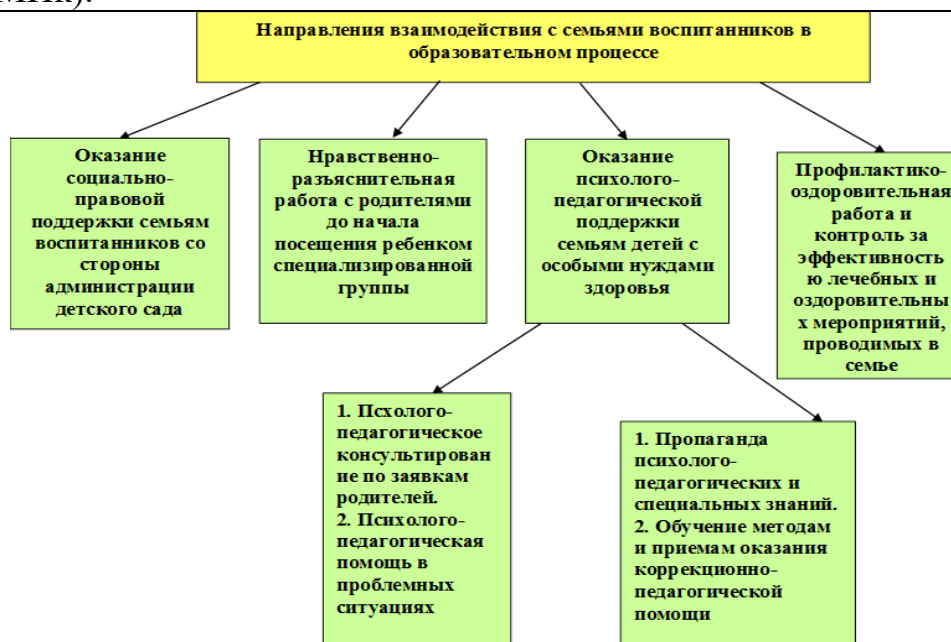 МПк).
Направления взаимодействия с семьями воспитанников в
образовательном процессе
Оказание
социально-
правовой
поддержки семьям
воспитанников со
стороны
администрации
детского сада
Нравственно-
разъяснительная
работа с родителями
до начала
посещения ребенком
специализированной
группы
Оказание
психолого-
педагогической
поддержки
семьям детей с
особыми нуждами
здоровья
Профилактико-
оздоровительная
работа и
контроль за
эффективность
ю лечебных и
оздоровительны
х мероприятий,
проводимых в
семье
1. Псхолого-
педагогическое
консультирован
ие по заявкам
родителей.
2. Психолого-
педагогическая
помощь в
проблемных
ситуациях
1. Пропаганда
психолого-
педагогических и
специальных знаний.
2. Обучение методам
и приемам оказания
коррекционно-
педагогической
помощи